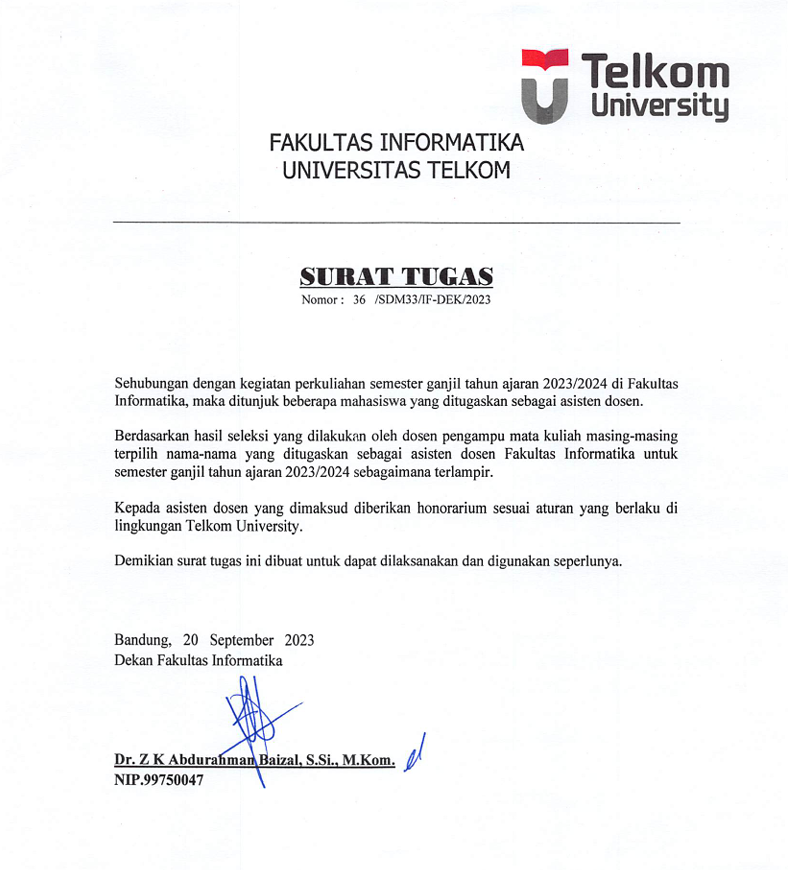 Telkom
University
FAKULTAS INFORMATIKA
UNIVERSITAS TELKOM
SURAT TUGAS
Nomor : 36 /SDM33/IF-DEK/2023
Sehubungan dengan kegiatan perkuliahan semester ganjil tahun ajaran 2023/2024 di Fakultas
Informatika, maka ditunjuk beberapa mahasiswa yang ditugaskan sebagai asisten dosen.
Berdasarkan hasil seleksi yang dilakukan oleh dosen pengampu mata kuliah masing-masing
terpilih nama-nama yang ditugaskan sebagai asisten dosen Fakultas Informatika untuk
semester ganjil tahun ajaran 2023/2024 sebagaimana terlampir.
Kepada asisten dosen yang dimaksud diberikan honorarium sesuai aturan yang berlaku di
lingkungan Telkom University.
Demikian surat tugas ini dibuat untuk dapat dilaksanakan dan digunakan seperlunya.
Bandung, 20 September 2023
Dekan Fakultas Informatika
Dr. Z K Abdurahman Baizal, S.Si., M.Kom.
NIP.99750047